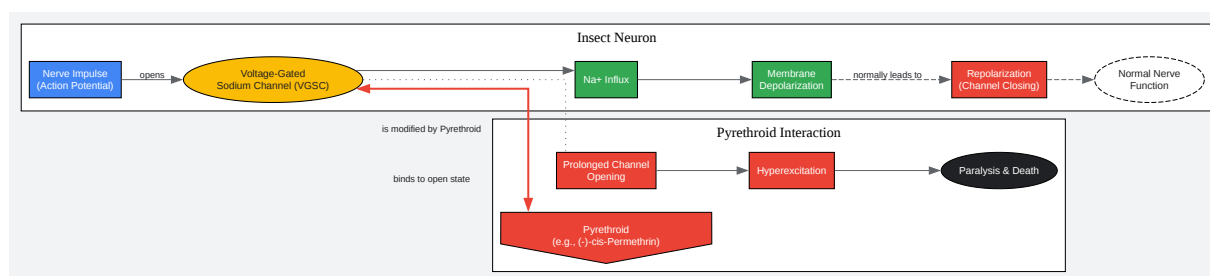 Insect Neuron
Nerve Impulse
(Action Potential)
opens
Voltage-Gated
Sodium Channel (VGSC)
Na+ Influx
Membrane
Depolarization
normally leads to
Repolarization
(Channel Closing)
Normal Nerve
Function
is modified by Pyrethroid
Pyrethroid Interaction
binds to open state
Prolonged Channel
Opening
Hyperexcitation
Paralysis & Death
Pyrethroid
(e.g., (-)-cis-Permethrin)